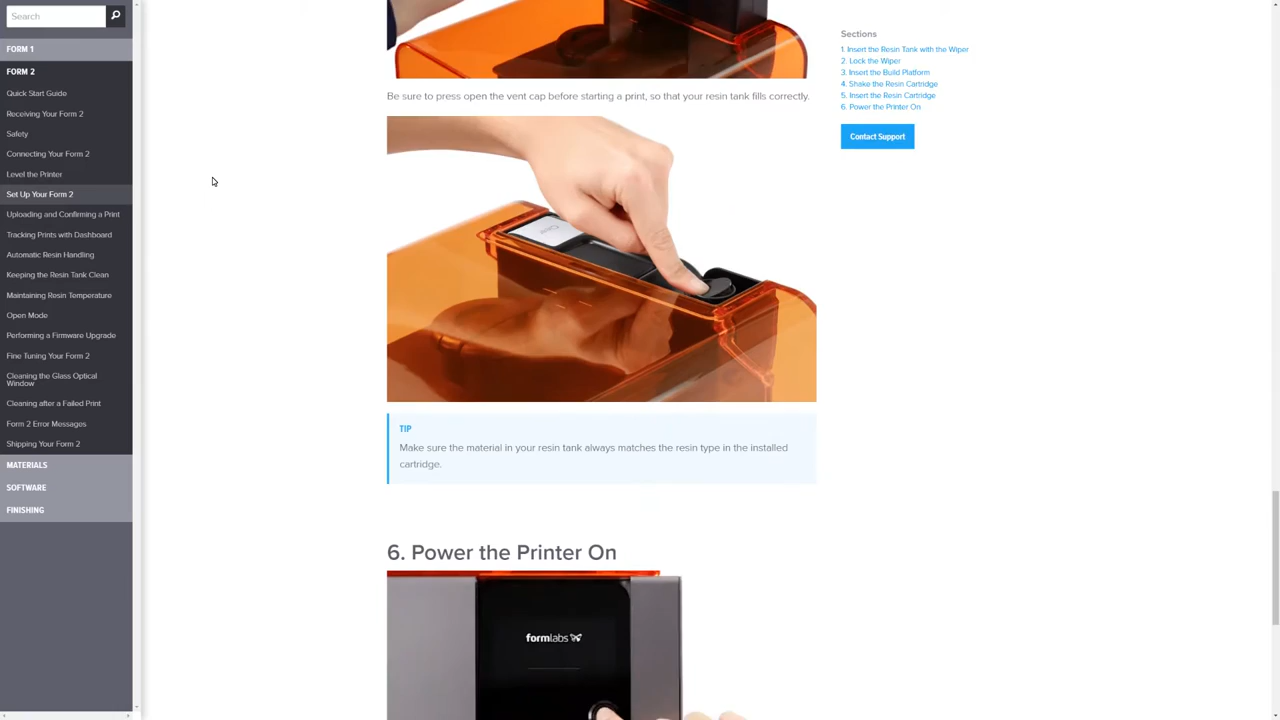 Search
FORM 1
FORM 2
Quick Start Guide
Receiving Your Form 2
Safety
Connecting Your Form 2
Level the Printer
Set Up Your Form 2
Uploading and Confirming a Print
Tracking Prints with Dashboard
Automatic Resin Handling
Keeping the Resin Tank Clean
Maintaining Resin Temperature
Open Mode
Performing a Firmware Upgrade
Fine Tuning Your Form 2
Cleaning the Glass Optical
Window
Cleaning after a Failed Print
Form 2 Error Messages
Shipping Your Form 2
MATERIALS
SOFTWARE
FINISHING
Be sure to press open the vent cap before starting a print, so that your resin tank fills correctly.
Clear
TIP
Make sure the material in your resin tank always matches the resin type in the installed
cartridge.
6. Power the Printer On
formlabs
Sections
1. Insert the Resin Tank with the Wiper
2. Lock the Wiper
3. Insert the Build Platform
4. Shake the Resin Cartridge
5. Insert the Resin Cartridge
6. Power the Printer On
Contact Support